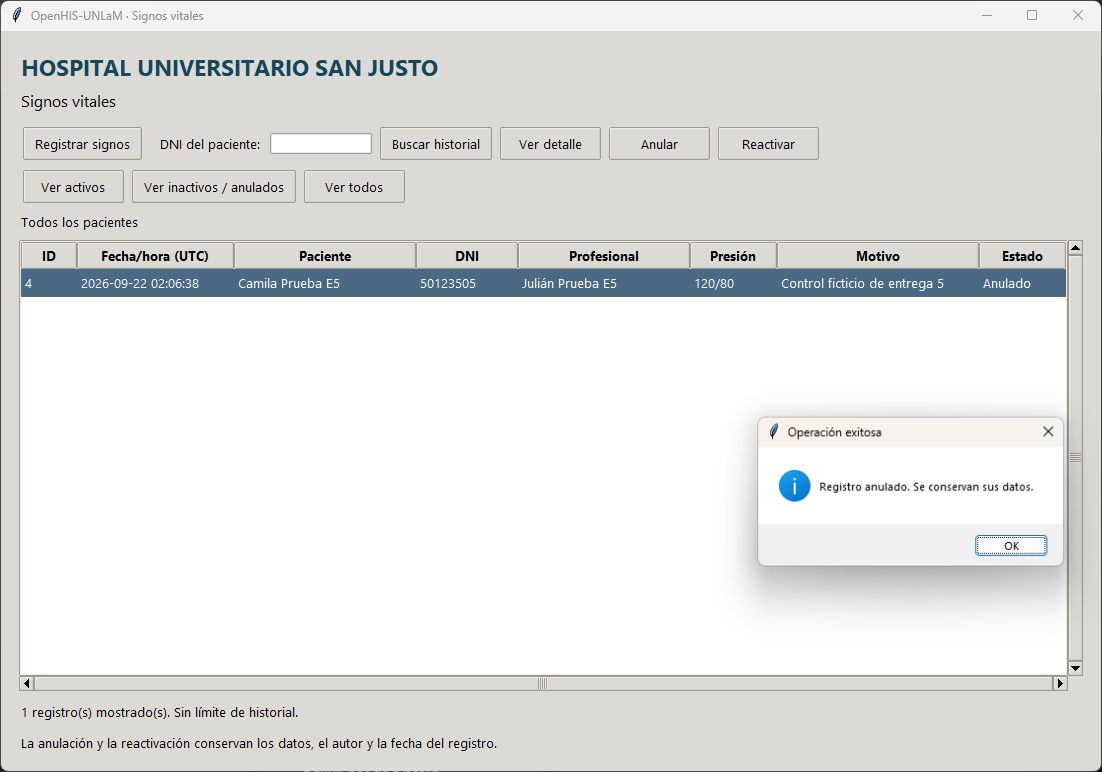 OpenHIS-UNLaM · Signos vitales
HOSPITAL UNIVERSITARIO SAN JUSTO
Signos vitales
Registrar signos DNI del paciente: Buscar historial Ver detalle Anular Reactivar
Ver activos Ver inactivos / anulados Ver todos
Todos los pacientes
ID Fecha/hora (UTC) Paciente DNI Profesional Presión Motivo Estado
4 2026-09-22 02:06:38 Camila Prueba E5 50123505 Julián Prueba E5 120/80 Control ficticio de entrega 5 Anulado
Operación exitosa
Registro anulado. Se conservan sus datos.
OK
1 registro(s) mostrado(s). Sin límite de historial.
La anulación y la reactivación conservan los datos, el autor y la fecha del registro.